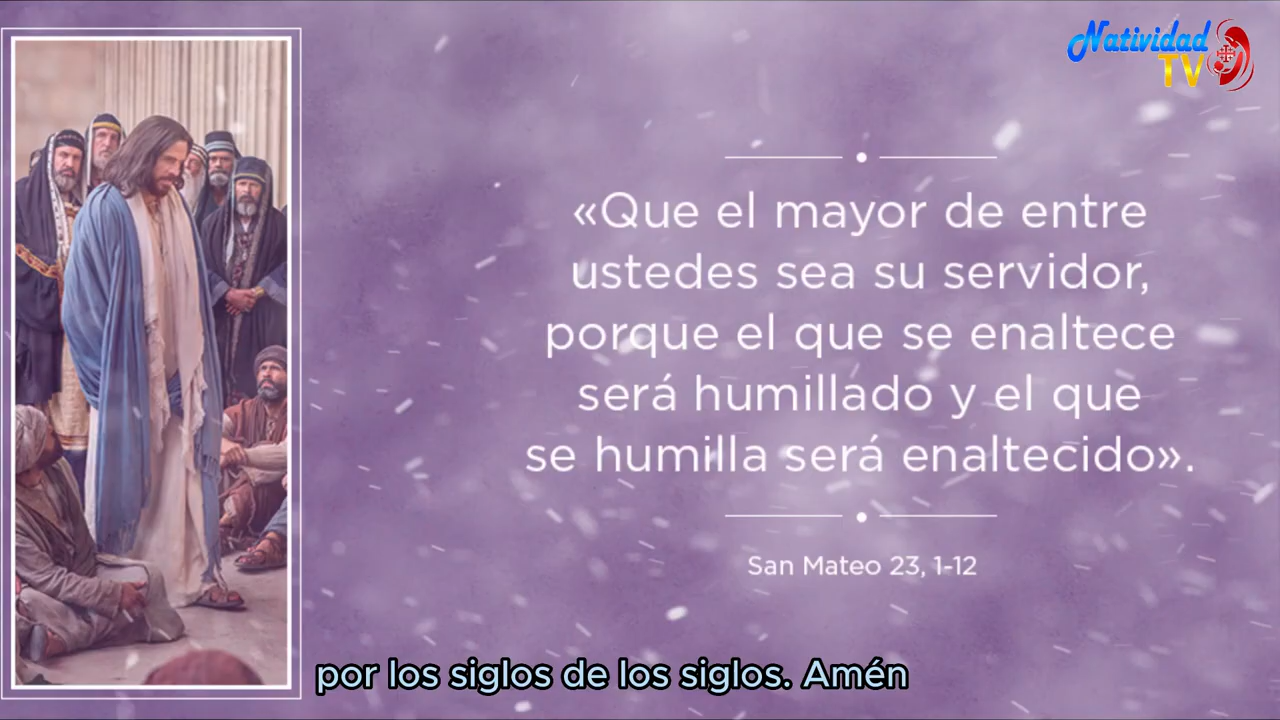 Natividad
TV
«Que el mayor de entre
ustedes sea su servidor,
porque el que se enaltece
será humillado y el que
se humilla será enaltecido».
San Mateo 23, 1-12
por los siglos de los siglos. Amén